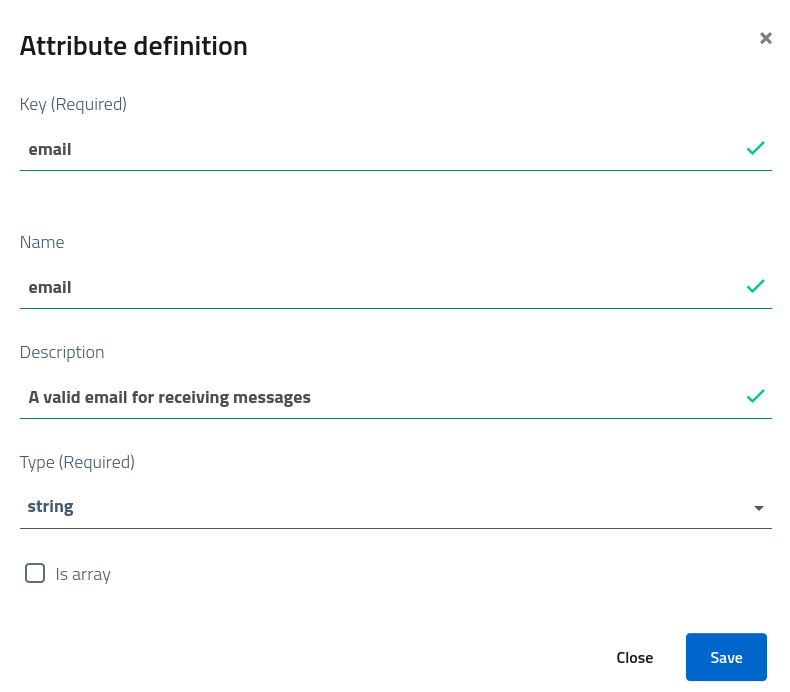 Attribute definition
Key (Required)
email
Name
email
Description
A valid email for receiving messages
Type (Required)
string
Is array
Close
Save